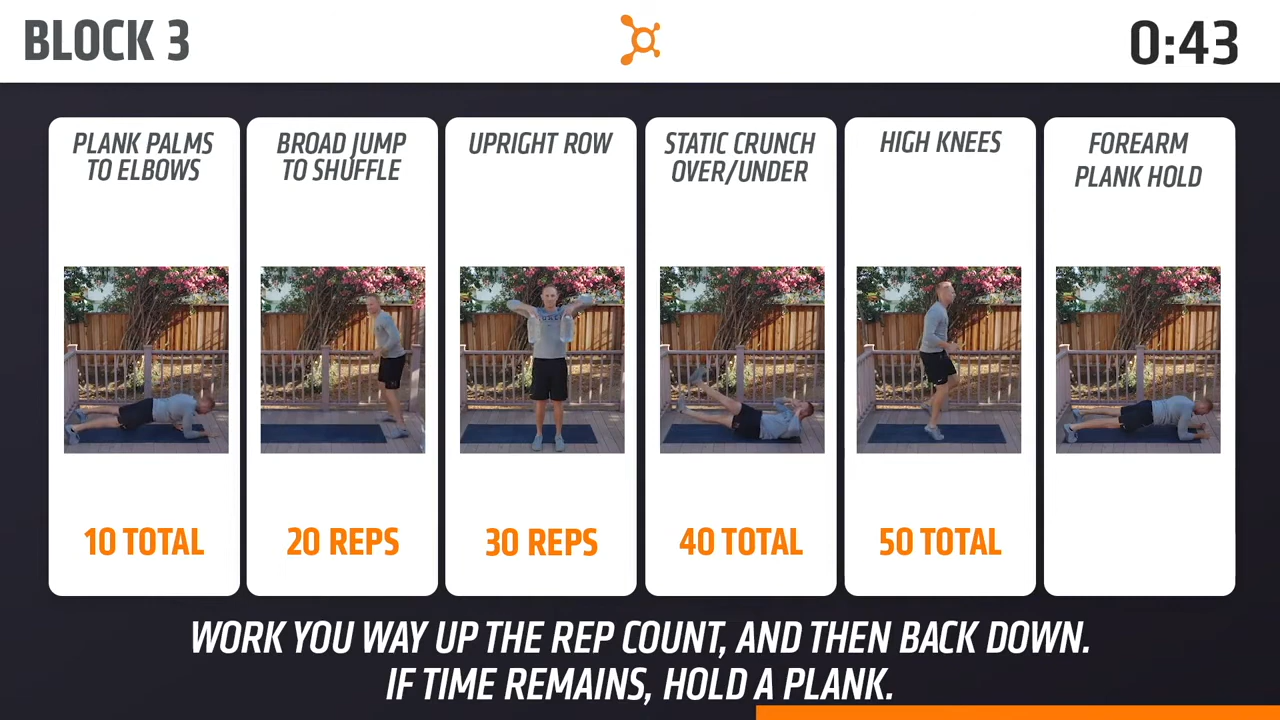 BLOCK 3
0:43
PLANK PALMS
TO ELBOWS
BROAD JUMP
TO SHUFFLE
UPRIGHT ROW
STATIC CRUNCH
OVER/UNDER
HIGH KNEES
FOREARM
PLANK HOLD
10 TOTAL
20 REPS
30 REPS
40 TOTAL
50 TOTAL
WORK YOU WAY UP THE REP COUNT, AND THEN BACK DOWN.
IF TIME REMAINS, HOLD A PLANK.